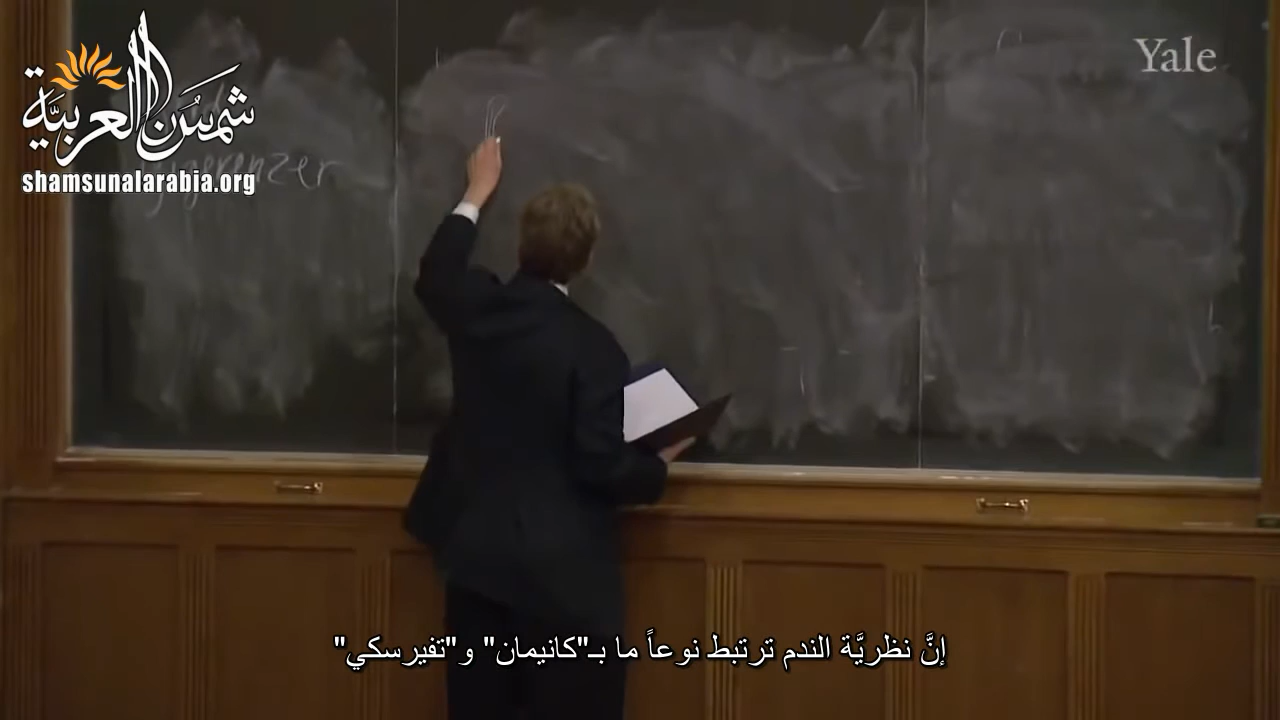 شمس العربية
shamsunalarabia.org
Yale
إنَّ نظريَّة الندم ترتبط نوعاً ما بـ"كانيمان" و"تفيرسكي"